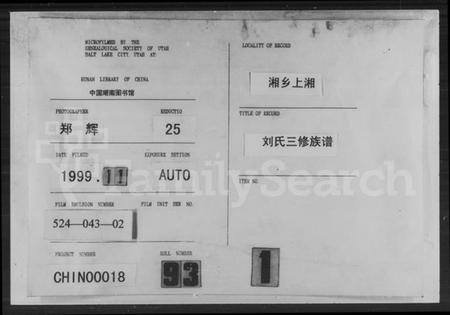 MICROFILMED BY THE
GENEALOGICAL SOCIETY OF UTAH
SALT LAKE CITY, UTAH AT:
HUNAN LIBRARY OF CHINA
中国湖南图书馆
PHOTOGRAPHER
REDUCTIO
郑 辉
25
DATE FILMED
EXPOSURE SETTION
1999.11
AUTO
FILM EMULSION NUMBER
FILM UNIT SER NO.
524—043—02
PROJECT NUMBER
ROLL NUMBER
CHIN00018
93
1
LOCALITY OF RECORD
湘乡上湘
TITLE OF RECORD
刘氏三修族谱
ITEM NO.
FamilySearch